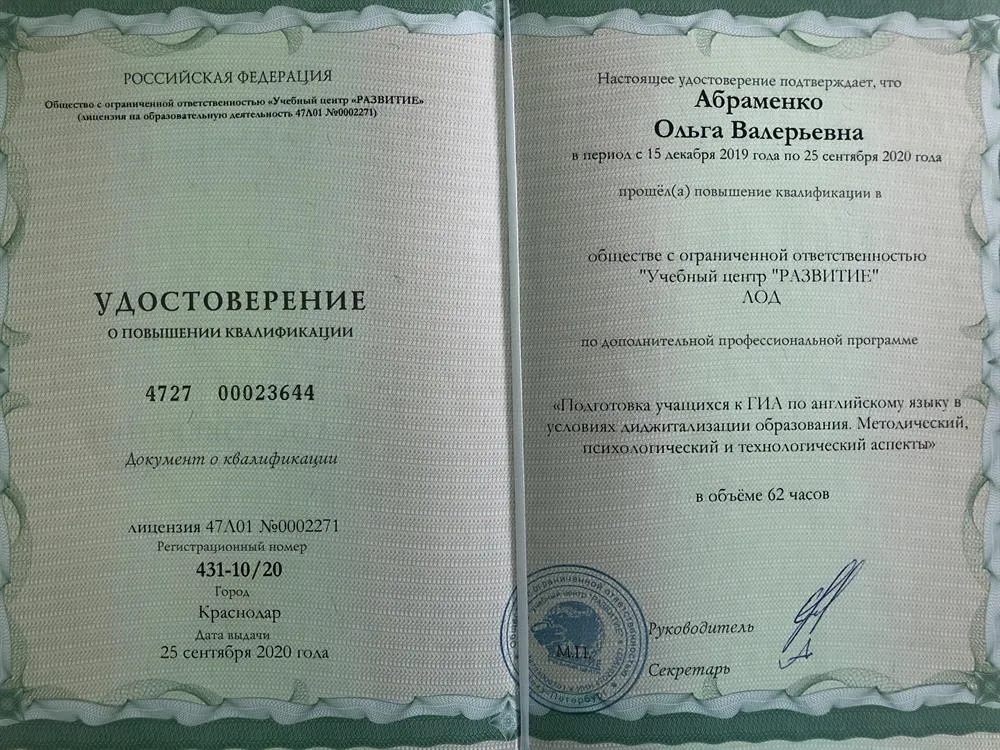 РОССИЙСКАЯ ФЕДЕРАЦИЯ
Общество с ограниченной ответственностью «Учебный центр «РАЗВИТИЕ»
(лицензия на образовательную деятельность 47Л01 №0002271)
УДОСТОВЕРЕНИЕ
О ПОВЫШЕНИИ КВАЛИФИКАЦИИ
4727 00023644
Документ о квалификации
лицензия 47Л01 №0002271
Регистрационный номер
431-10/20
Город
Краснодар
Дата выдачи
25 сентября 2020 года
Настоящее удостоверение подтверждает, что
Абраменко
Ольга Валерьевна
в период с 15 декабря 2019 года по 25 сентября 2020 года
прошёл(а) повышение квалификации в
обществе с ограниченной ответственностью
"Учебный центр "РАЗВИТИЕ"
ЛОД
по дополнительной профессиональной программе
«Подготовка учащихся к ГИА по английскому языку в
условиях диджитализации образования. Методический,
психологический и технологический аспекты»
в объёме 62 часов
М.П.
Руководитель
Секретарь